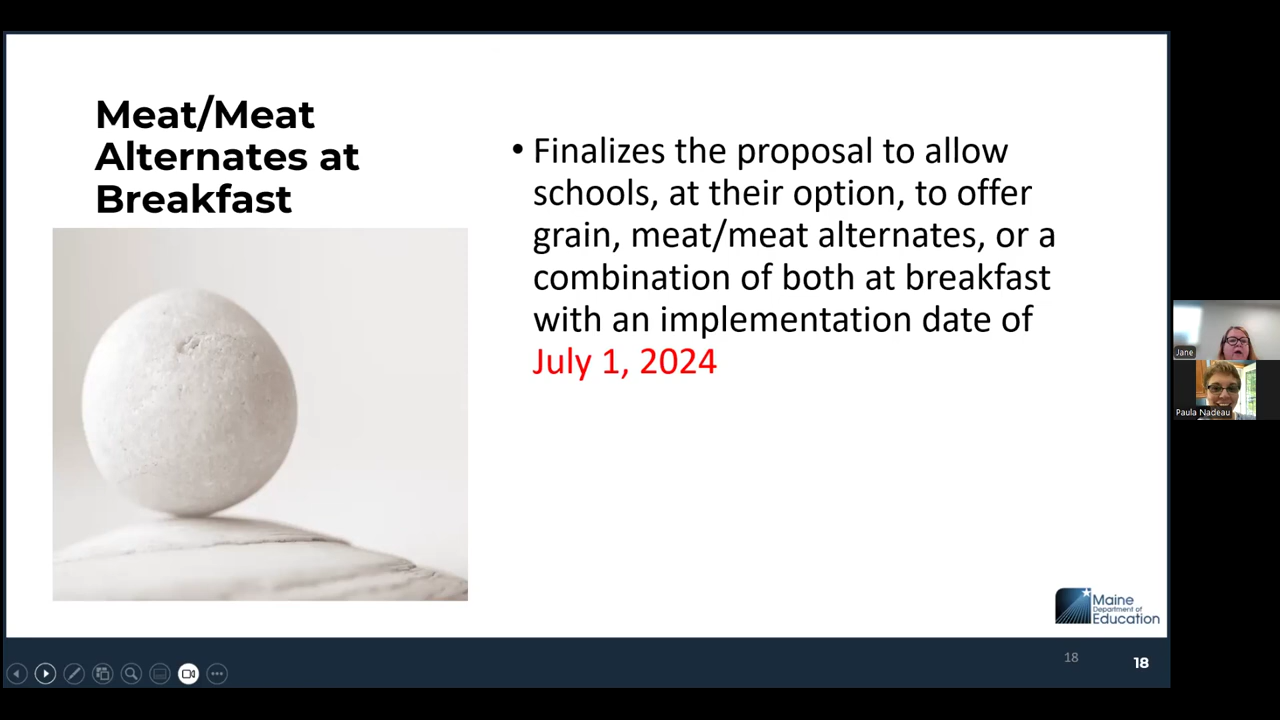 Meat/Meat
Alternates at
Breakfast
• Finalizes the proposal to allow
schools, at their option, to offer
grain, meat/meat alternates, or a
combination of both at breakfast
with an implementation date of
July 1, 2024
Jane
Paula Nadeau
Maine
Department of
Education
18
18